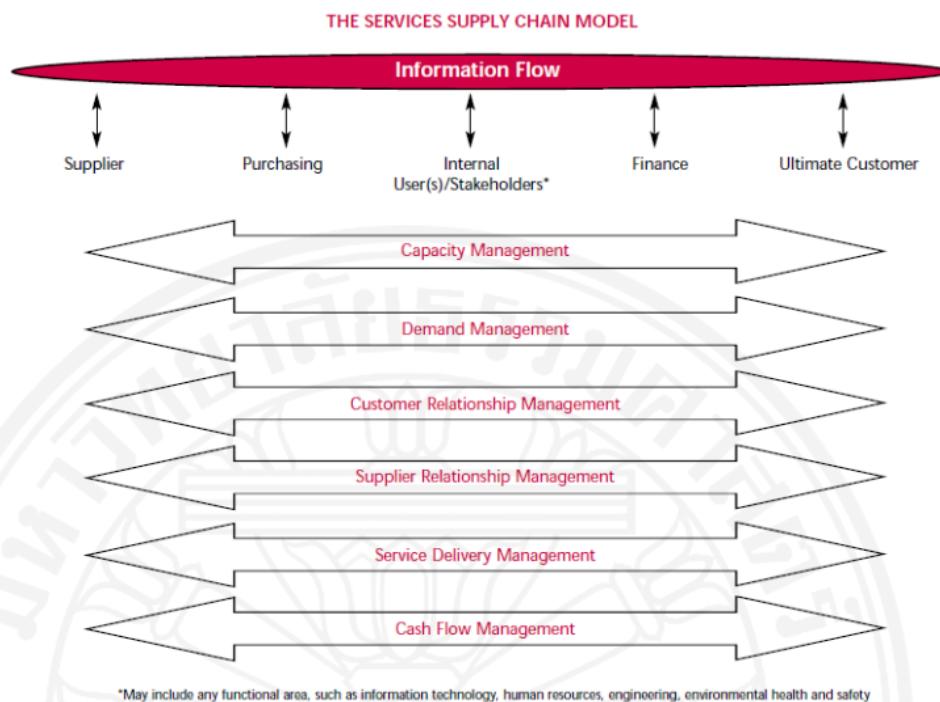 THE SERVICES SUPPLY CHAIN MODEL
Information Flow
Supplier
Purchasing
Internal
User(s)/Stakeholders*
Finance
Ultimate Customer
Capacity Management
Demand Management
Customer Relationship Management
Supplier Relationship Management
Service Delivery Management
Cash Flow Management
*May include any functional area, such as information technology, human resources, engineering, environmental health and safety